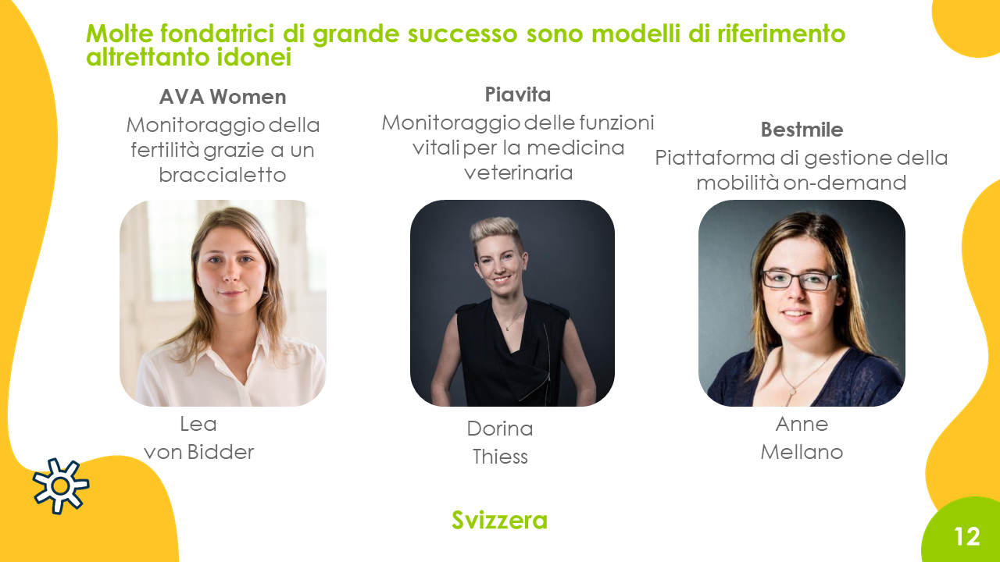 Molte fondatrici di grande successo sono modelli di riferimento
altrettanto idonei
AVA Women
Monitoraggio della
fertilità grazie a un
braccialetto
Piavita
Monitoraggio delle funzioni
vitali per la medicina
veterinaria
Bestmile
Piattaforma di gestione della
mobilità on-demand
Lea
von Bidder
Dorina
Thiess
Anne
Mellano
Svizzera
12